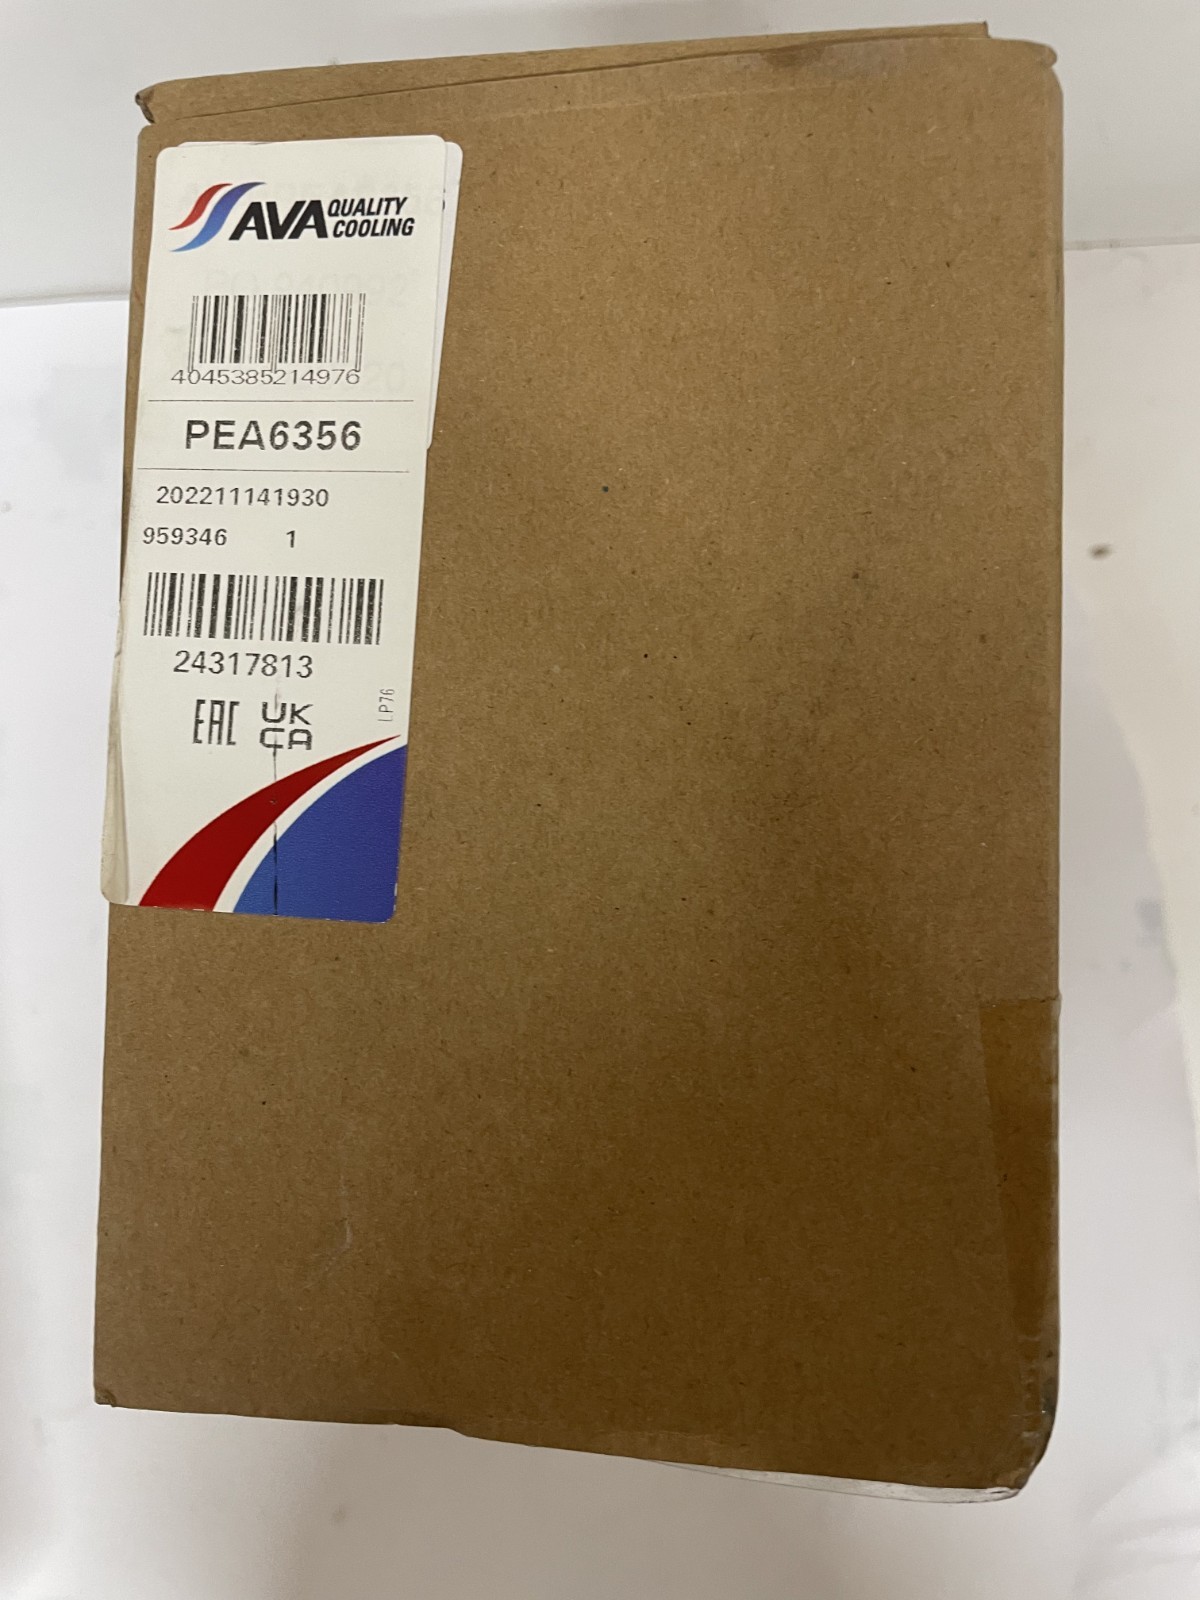 AVA QUALITY
COOLING
4045385214976
PEA6356
202211141930
959346 1
24317813
LP76
EAC UK
CA